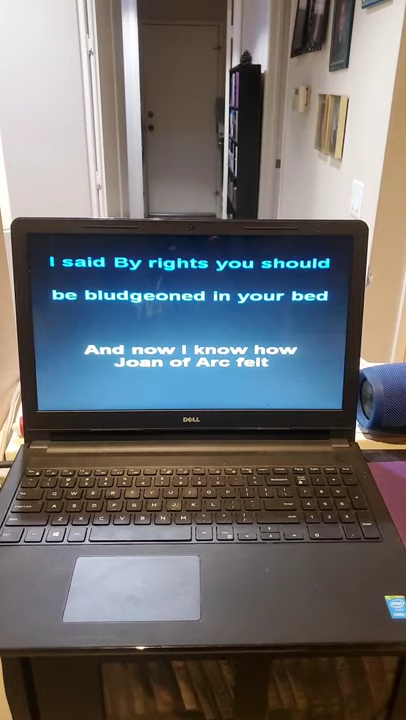 I said By rights you should
be bludgeoned in your bed
And now I know how
Joan of Arc felt
DELL